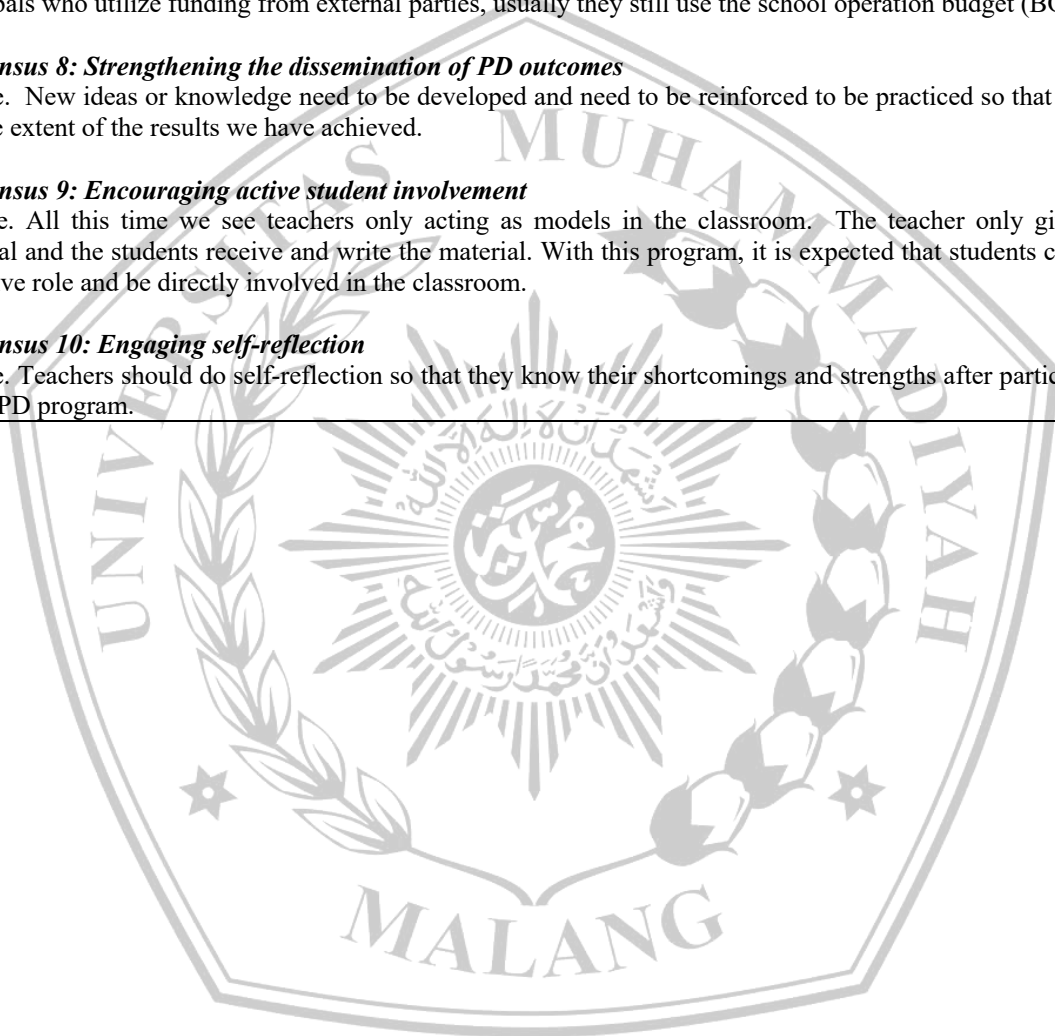 pals who utilize funding from external parties, usually they still use the school operation budget (BO
nsus 8: Strengthening the dissemination of PD outcomes
e. New ideas or knowledge need to be developed and need to be reinforced to be practiced so that
e extent of the results we have achieved.
nsus 9: Encouraging active student involvement
e. All this time we see teachers only acting as models in the classroom. The teacher only gi
al and the students receive and write the material. With this program, it is expected that students c
ve role and be directly involved in the classroom.
nsus 10: Engaging self-reflection
e. Teachers should do self-reflection so that they know their shortcomings and strengths after partic
PD program.
UNIVERSITAS MUHAMMADIYAH
MALANG